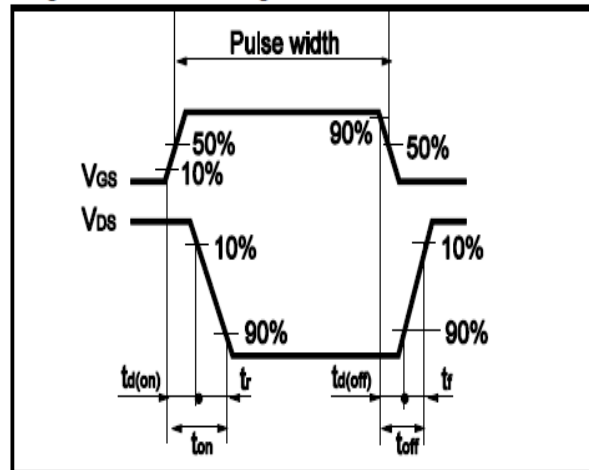 Pulse width
90%
50%
50%
10%
VGS
VDS
10%
10%
90%
90%
td(on)
tr
td(off)
tf
ton
toff